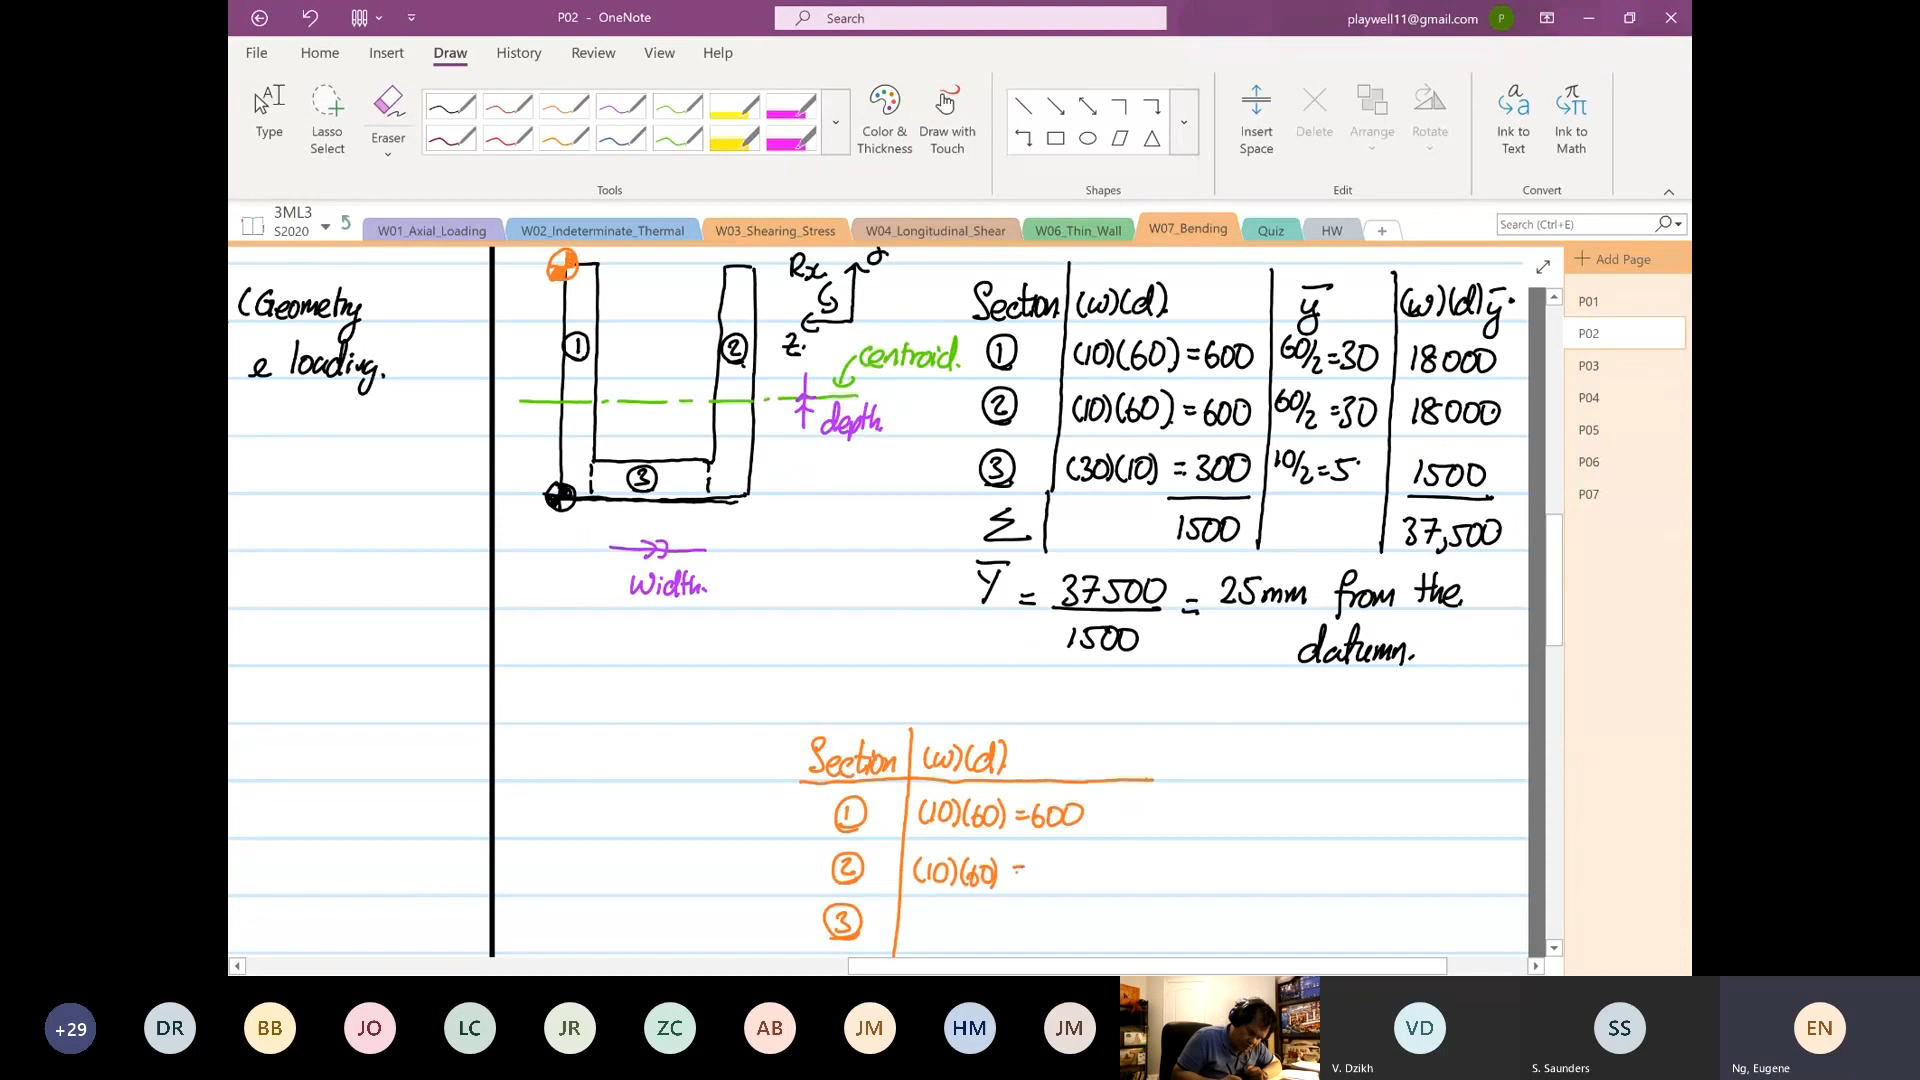 P02 - OneNote
Search
playwell11@gmail.com
P
File Home Insert Draw History Review View Help
Type
Lasso Select
Eraser
Color & Thickness
Draw with Touch
Insert Space
Delete
Arrange
Rotate
Ink to Text
Ink to Math
Tools
Shapes
Edit
Convert
3ML3 S2020
W01_Axial_Loading W02_Indeterminate_Thermal W03_Shearing_Stress W04_Longitudinal_Shear W06_Thin_Wall W07_Bending Quiz HW +
Search (Ctrl+E)
Add Page
P01
P02
P03
P04
P05
P06
P07
(Geometry
e loading.
Rx d
z.
1 2
3
centroid.
depth.
Width.
Section (w)(d). y̅ (w)(d)y̅.
① (10)(60) = 600 60/2 = 30 18000
② (10)(60) = 600 60/2 = 30 18000
③ (30)(10) = 300 10/2 = 5. 1500
Σ 1500 37,500
Y̅ = 37500 / 1500 = 25mm from the
datumn.
Section (w)(d)
① (10)(60) = 600
② (10)(60) =
③
+29 DR BB JO LC JR ZC AB JM HM JM VD SS EN
V. Dzikh
S. Saunders
Ng, Eugene